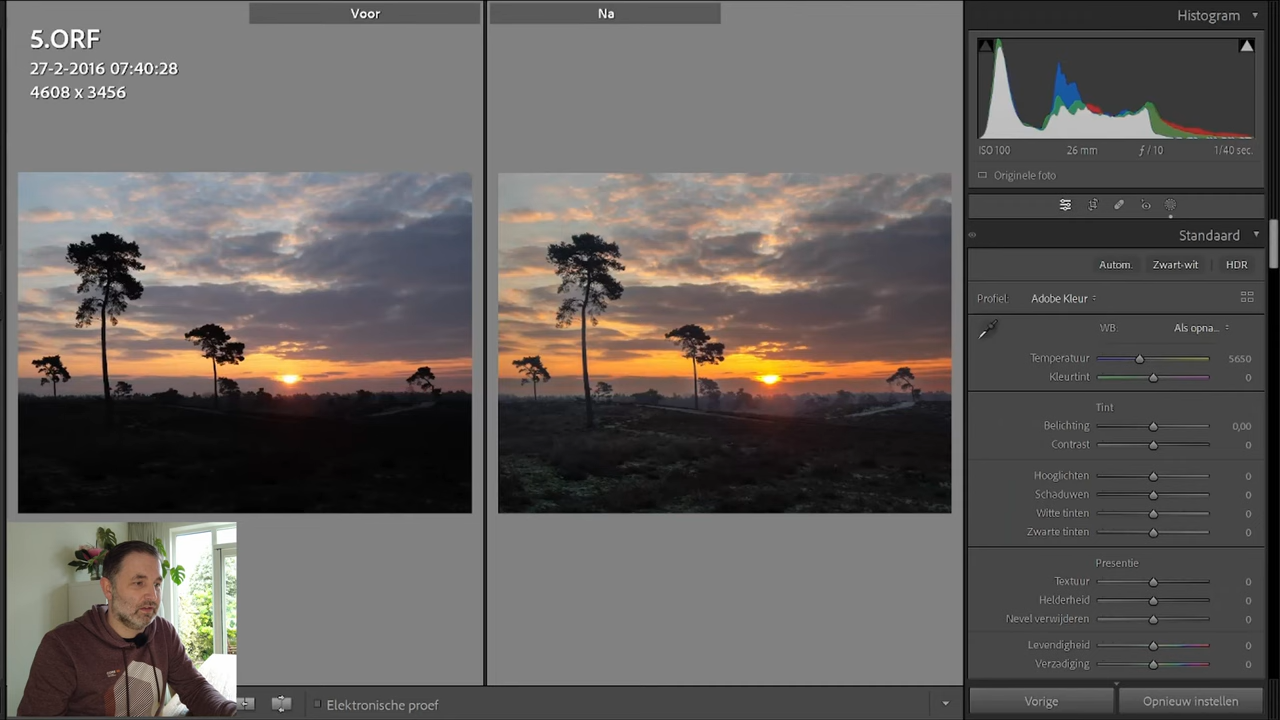 Voor
Na
5.ORF
27-2-2016 07:40:28
4608 x 3456
Histogram
ISO 100 26 mm ƒ / 10 1/40 sec.
Originele foto
Standaard
Autom. Zwart-wit HDR
Profiel: Adobe Kleur
WB: Als opna...
Temperatuur 5650
Kleurtint 0
Tint
Belichting 0,00
Contrast 0
Hooglichten 0
Schaduwen 0
Witte tinten 0
Zwarte tinten 0
Presentie
Textuur 0
Helderheid 0
Nevel verwijderen 0
Levendigheid 0
Verzadiging 0
Elektronische proef
Vorige Opnieuw instellen